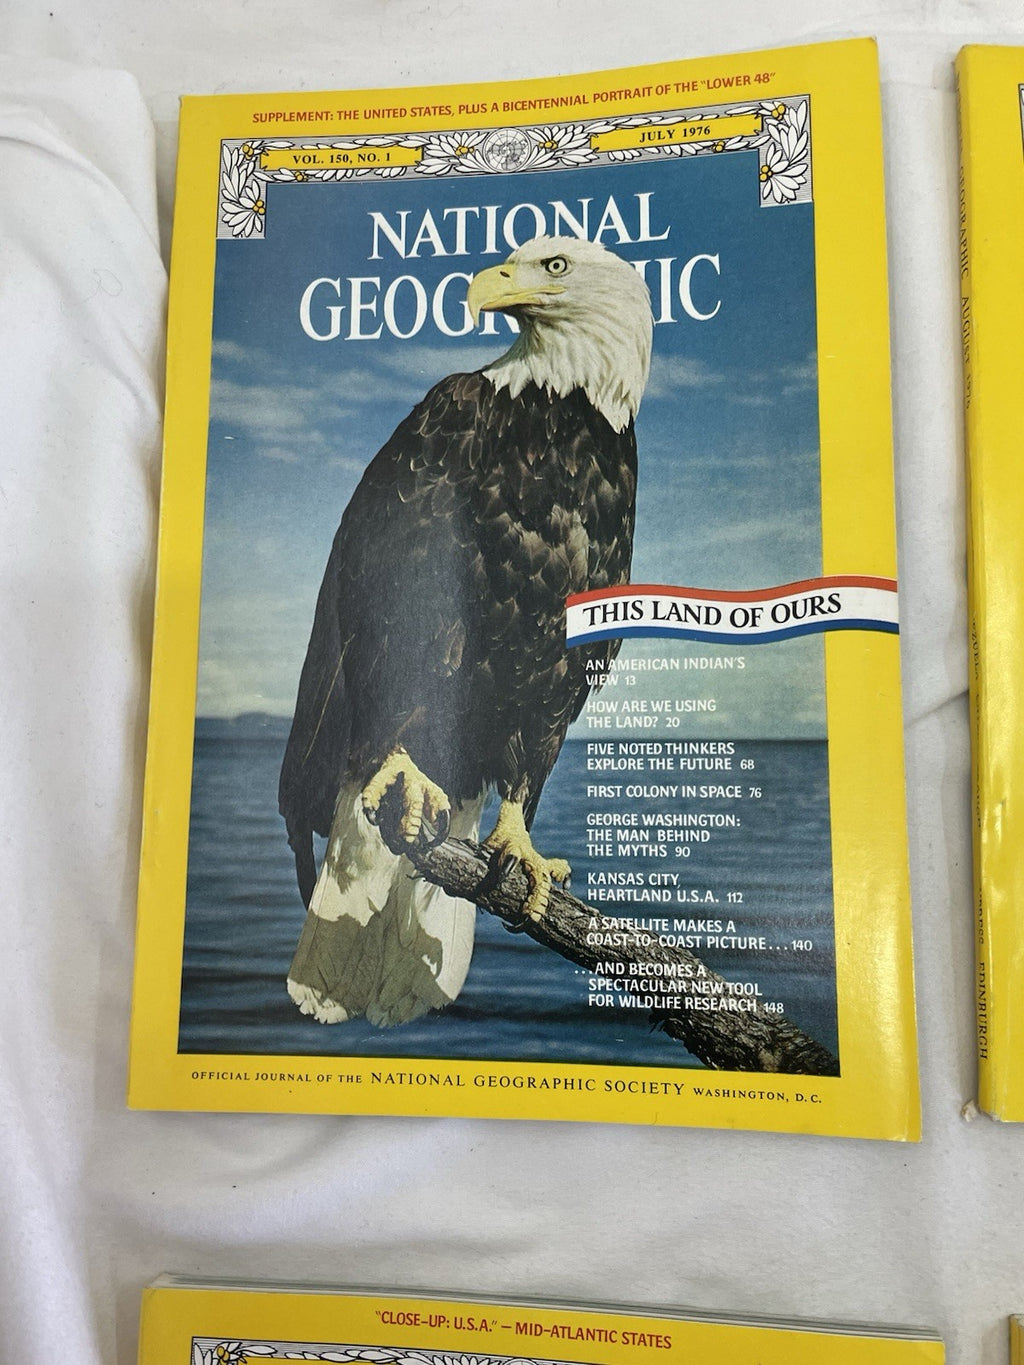 SUPPLEMENT: THE UNITED STATES, PLUS A BICENTENNIAL PORTRAIT OF THE "LOWER 48"
VOL. 150, NO. 1
JULY 1976
NATIONAL
GEOGRAPHIC
THIS LAND OF OURS
AN AMERICAN INDIAN'S
VIEW 13
HOW ARE WE USING
THE LAND? 20
FIVE NOTED THINKERS
EXPLORE THE FUTURE 68
FIRST COLONY IN SPACE 76
GEORGE WASHINGTON:
THE MAN BEHIND
THE MYTHS 90
KANSAS CITY,
HEARTLAND U.S.A. 112
A SATELLITE MAKES A
COAST-TO-COAST PICTURE... 140
...AND BECOMES A
SPECTACULAR NEW TOOL
FOR WILDLIFE RESEARCH 148
OFFICIAL JOURNAL OF THE NATIONAL GEOGRAPHIC SOCIETY WASHINGTON, D.C.
AUGUST 1976
EDINBURGH
"CLOSE-UP: U.S.A." – MID-ATLANTIC STATES